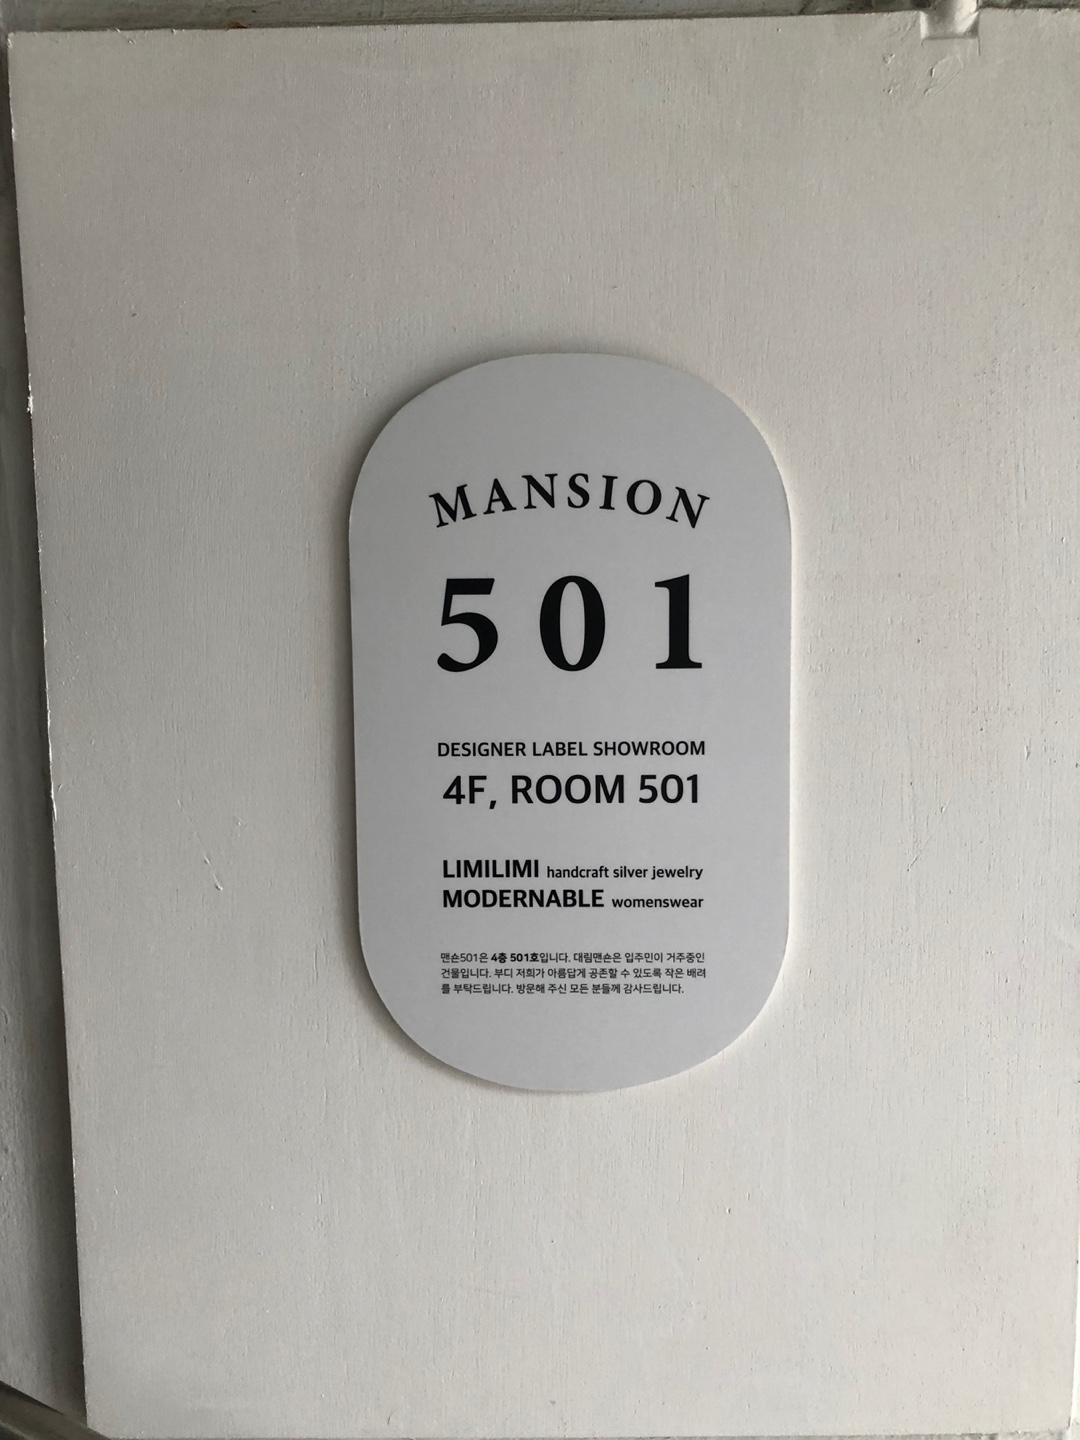 MANSION
501
DESIGNER LABEL SHOWROOM
4F, ROOM 501
LIMILIMI handcraft silver jewelry
MODERNABLE womenswear
맨숀501은 4층 501호입니다. 대림맨숀은 입주민이 거주중인
건물입니다. 부디 저희가 아름답게 공존할 수 있도록 작은 배려
를 부탁드립니다. 방문해 주신 모든 분들께 감사드립니다.